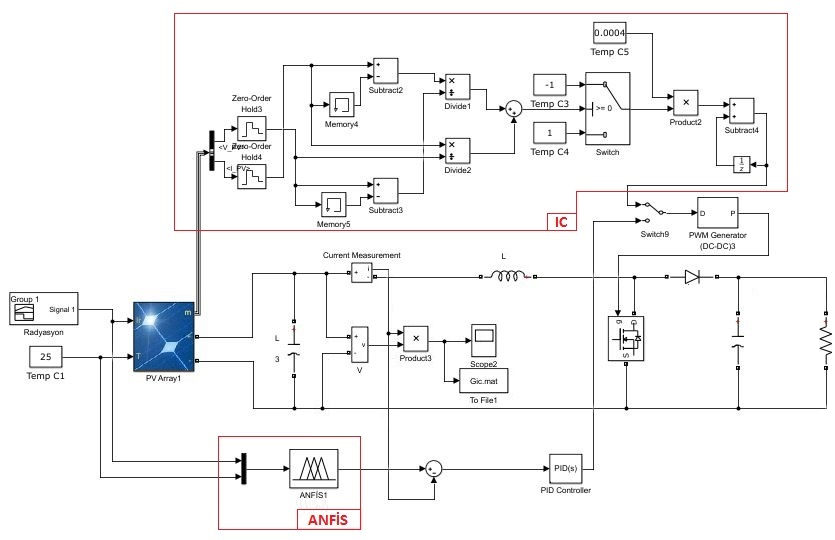 0.0004
Temp C5
Zero-Order
Hold3
Subtract2
Divide1
-1
Temp C3
>= 0
Product2
Subtract4
Memory4
Zero-Order
Hold4
<I_PV>
1
Temp C4
Switch
Divide2
1
z
Subtract3
Memory5
IC
Switch9
D P
PWM Generator
(DC-DC)3
Current Measurement
i
L
Group 1
Signal 1
Radyasyon
m
Ir
T
25
Temp C1
PV Array1
L
3
v
V
Product3
Scope2
Gic.mat
To File1
g
D
S
ANFİS1
ANFİS
PID(s)
PID Controller